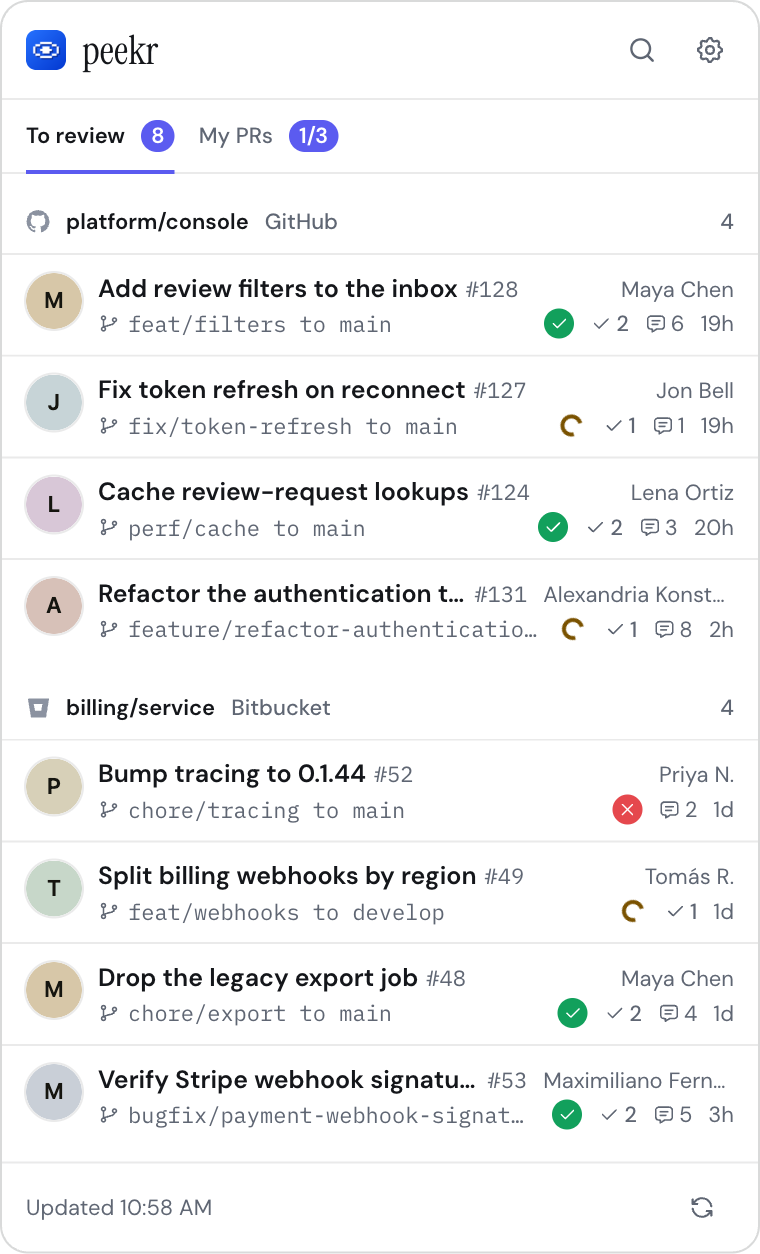 peekr
To review 8 My PRs 1/3
platform/console GitHub 4
M Add review filters to the inbox #128 Maya Chen
feat/filters to main 2 6 19h
J Fix token refresh on reconnect #127 Jon Bell
fix/token-refresh to main 1 1 19h
L Cache review-request lookups #124 Lena Ortiz
perf/cache to main 2 3 20h
A Refactor the authentication t... #131 Alexandria Konst...
feature/refactor-authenticatio... 1 8 2h
billing/service Bitbucket 4
P Bump tracing to 0.1.44 #52 Priya N.
chore/tracing to main 2 1d
T Split billing webhooks by region #49 Tomás R.
feat/webhooks to develop 1 1d
M Drop the legacy export job #48 Maya Chen
chore/export to main 2 4 1d
M Verify Stripe webhook signatu... #53 Maximiliano Fern...
bugfix/payment-webhook-signat... 2 5 3h
Updated 10:58 AM